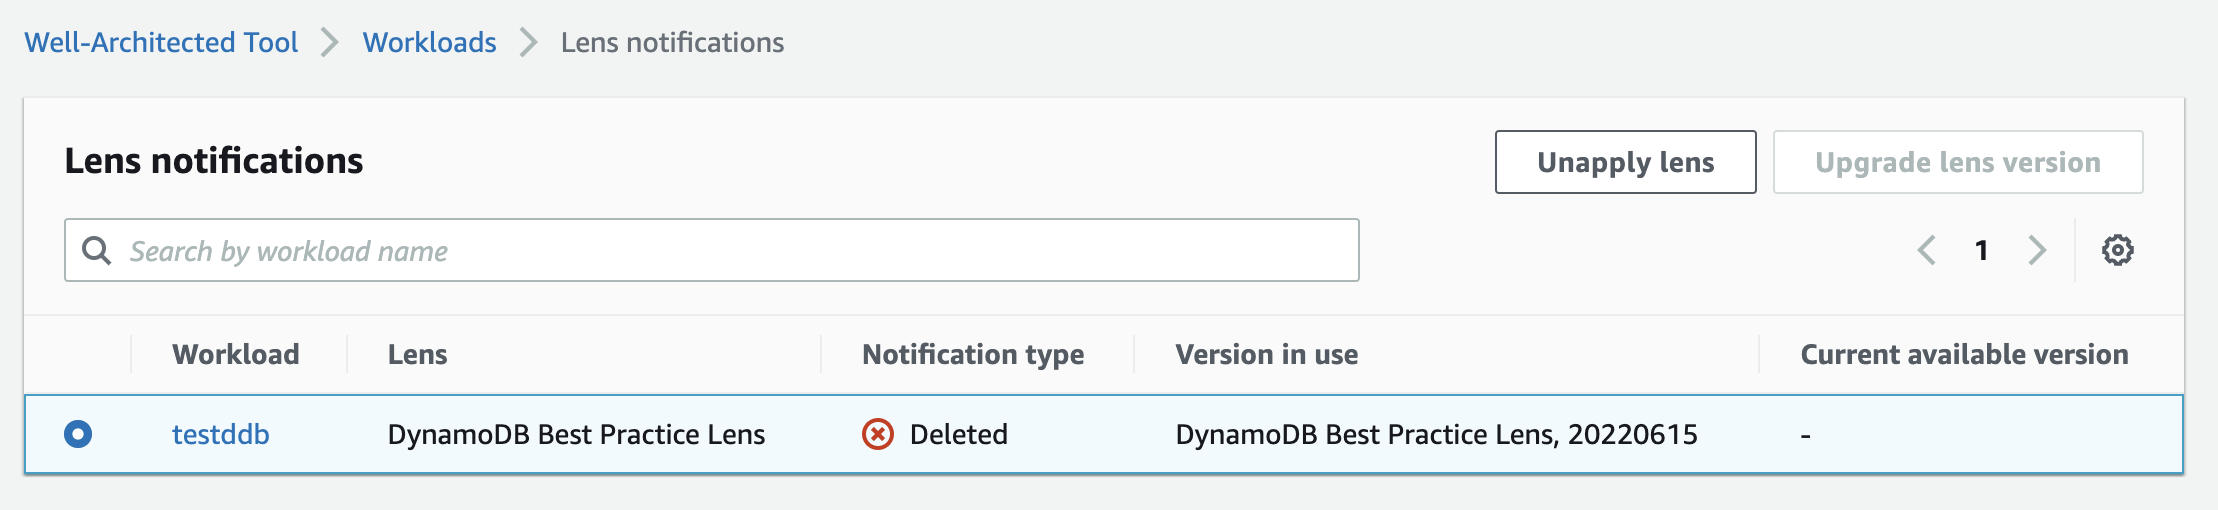 Well-Architected Tool Workloads Lens notifications
Lens notifications Unapply lens Upgrade lens version
Search by workload name 1
Workload Lens Notification type Version in use Current available version
testddb DynamoDB Best Practice Lens Deleted DynamoDB Best Practice Lens, 20220615 -